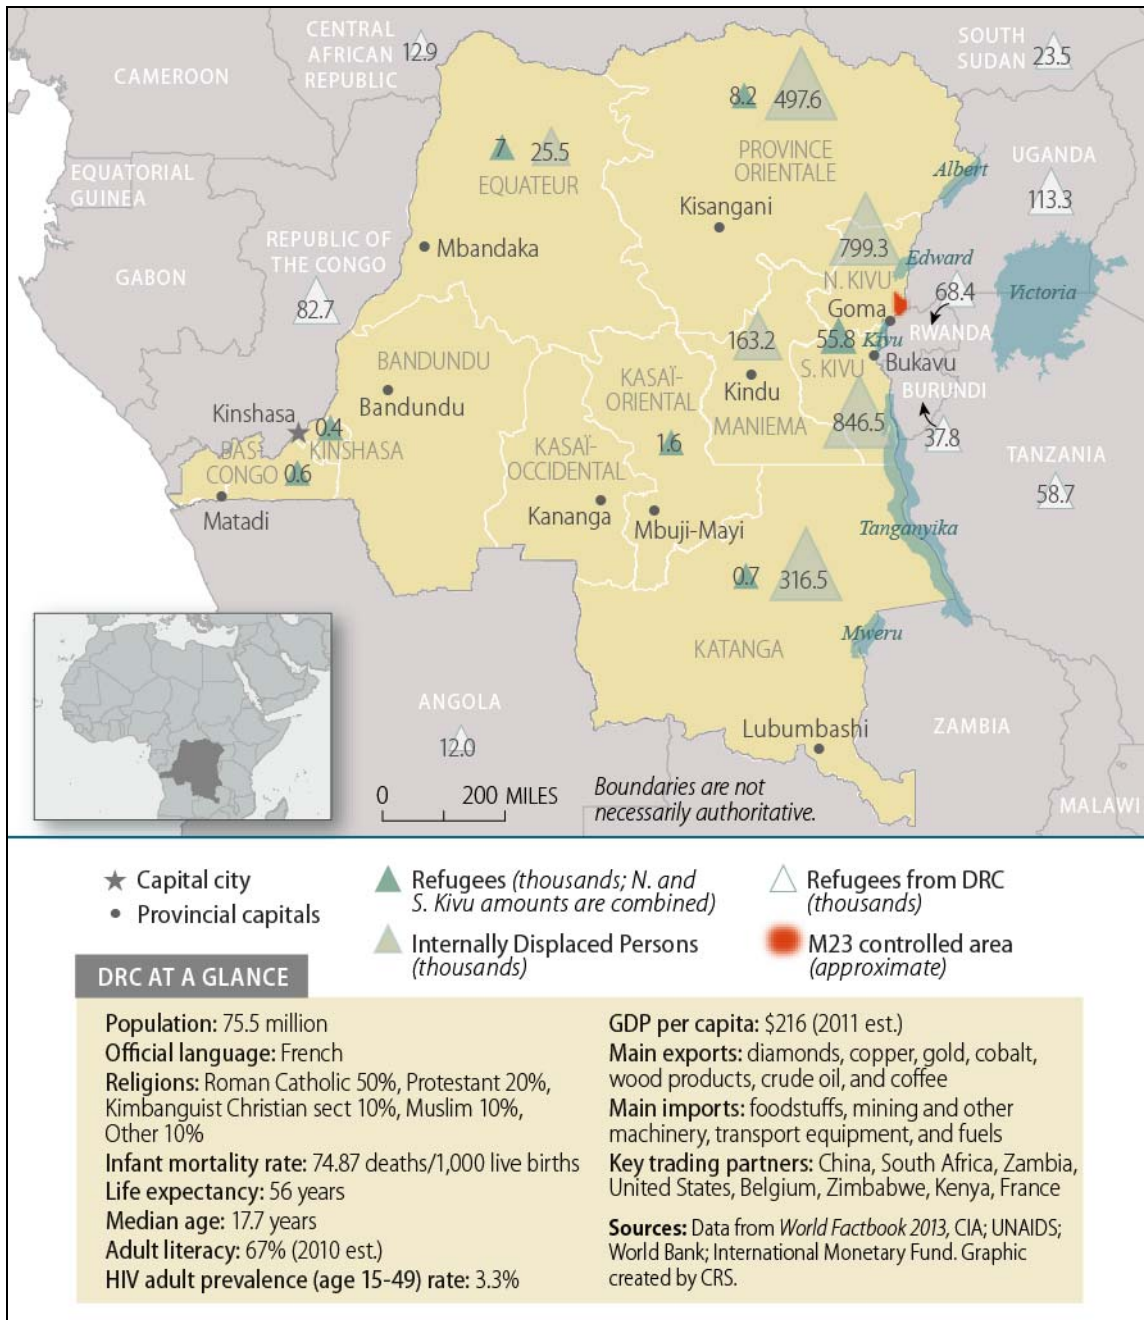 CENTRAL
AFRICAN
REPUBLIC
12.9
SOUTH
SUDAN
23.5
CAMEROON
8.2
497.6
7
25.5
PROVINCE
ORIENTALE
EQUATEUR
UGANDA
113.3
Albert
EQUATORIAL
GUINEA
Kisangani
REPUBLIC OF
THE CONGO
82.7
Mbandaka
GABON
799.3
N. KIVU
Edward
68.4
Victoria
Goma
RWANDA
163.2
55.8
Kivu
S. KIVU
Bukavu
BANDUNDU
Bandundu
KASAÏ-
ORIENTAL
1.6
Kindu
MANIEMA
BURUNDI
846.5
37.8
Kinshasa
0.4
KINSHASA
BAS-
CONGO
0.6
Matadi
KASAÏ-
OCCIDENTAL
Kananga
Mbuji-Mayi
TANZANIA
58.7
Tanganyika
0.7
316.5
KATANGA
Mweru
ANGOLA
12.0
Lubumbashi
ZAMBIA
MALAWI
0 200 MILES
Boundaries are not
necessarily authoritative.
Capital city
Provincial capitals
Refugees (thousands; N. and
S. Kivu amounts are combined)
Internally Displaced Persons
(thousands)
Refugees from DRC
(thousands)
M23 controlled area
(approximate)
DRC AT A GLANCE
Population: 75.5 million
Official language: French
Religions: Roman Catholic 50%, Protestant 20%,
Kimbanguist Christian sect 10%, Muslim 10%,
Other 10%
Infant mortality rate: 74.87 deaths/1,000 live births
Life expectancy: 56 years
Median age: 17.7 years
Adult literacy: 67% (2010 est.)
HIV adult prevalence (age 15-49) rate: 3.3%
GDP per capita: $216 (2011 est.)
Main exports: diamonds, copper, gold, cobalt,
wood products, crude oil, and coffee
Main imports: foodstuffs, mining and other
machinery, transport equipment, and fuels
Key trading partners: China, South Africa, Zambia,
United States, Belgium, Zimbabwe, Kenya, France
Sources: Data from World Factbook 2013, CIA; UNAIDS;
World Bank; International Monetary Fund. Graphic
created by CRS.